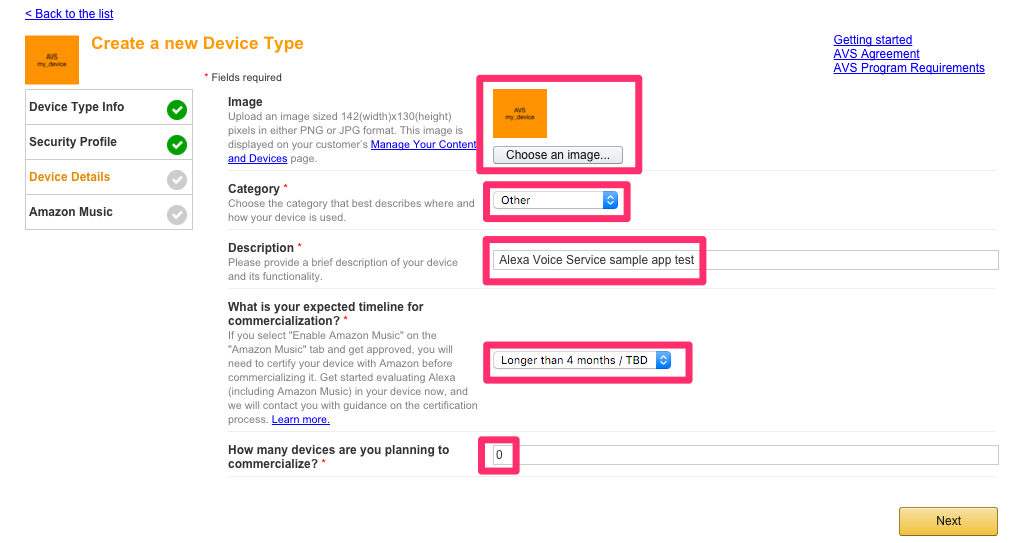 < Back to the list
AVS
my_device
Create a new Device Type
Getting started
AVS Agreement
AVS Program Requirements
* Fields required
Device Type Info
Security Profile
Device Details
Amazon Music
Image
Upload an image sized 142(width)x130(height)
pixels in either PNG or JPG format. This image is
displayed on your customer's Manage Your Content
and Devices page.
AVS
my_device
Choose an image...
Category *
Choose the category that best describes where and
how your device is used.
Other
Description *
Please provide a brief description of your device
and its functionality.
Alexa Voice Service sample app test
What is your expected timeline for
commercialization? *
If you select "Enable Amazon Music" on the
"Amazon Music" tab and get approved, you will
need to certify your device with Amazon before
commercializing it. Get started evaluating Alexa
(including Amazon Music) in your device now, and
we will contact you with guidance on the certification
process. Learn more.
Longer than 4 months / TBD
How many devices are you planning to
commercialize? *
0
Next